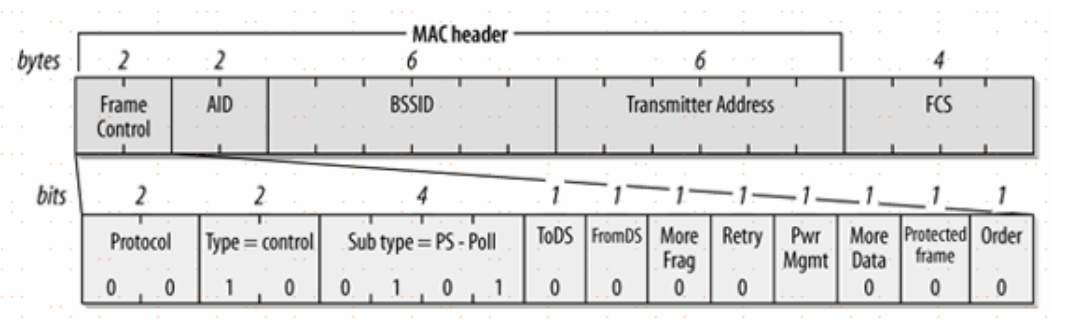 MAC header
bytes 2 2 6 6 4
Frame Control AID BSSID Transmitter Address FCS
bits 2 2 4 1 1 1 1 1 1 1 1
Protocol Type = control Sub type = PS - Poll ToDS FromDS More Frag Retry Pwr Mgmt More Data Protected frame Order
0 0 1 0 0 1 0 1 0 0 0 0 0 0 0